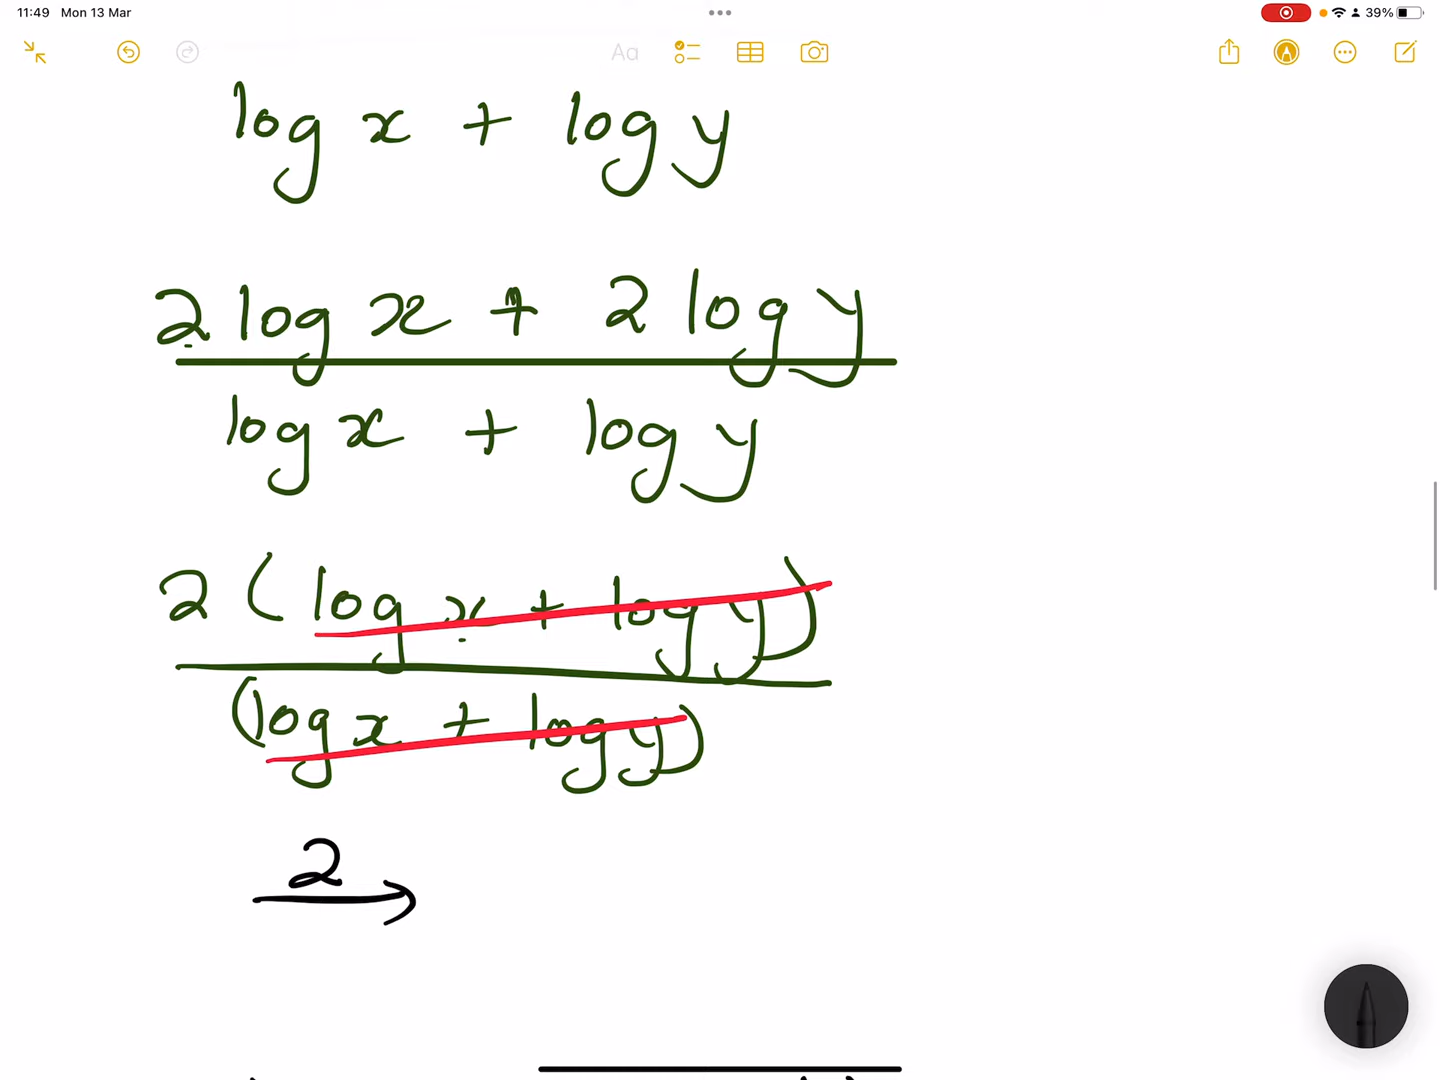 11:49 Mon 13 Mar 39%
Aa
log x + log y
2 log x + 2 log y
log x + log y
2 (log x + log y)
(log x + log y)
2